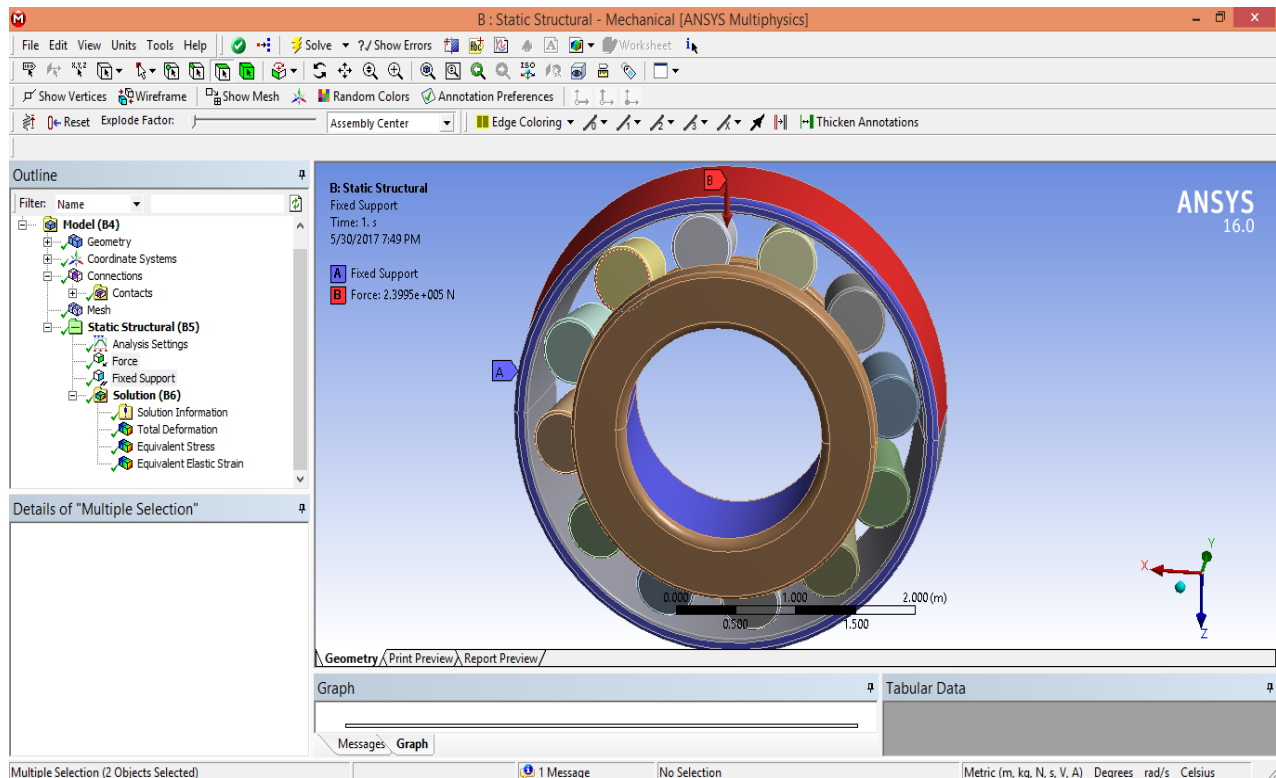 B : Static Structural - Mechanical [ANSYS Multiphysics]
File Edit View Units Tools Help Solve ?✓ Show Errors Worksheet
Show Vertices Wireframe Show Mesh Random Colors Annotation Preferences
Reset Explode Factor: Assembly Center Edge Coloring Thicken Annotations
Outline
Filter: Name
Model (B4)
Geometry
Coordinate Systems
Connections
Contacts
Mesh
Static Structural (B5)
Analysis Settings
Force
Fixed Support
Solution (B6)
Solution Information
Total Deformation
Equivalent Stress
Equivalent Elastic Strain
Details of "Multiple Selection"
B: Static Structural
Fixed Support
Time: 1. s
5/30/2017 7:49 PM
A Fixed Support
B Force: 2.3995e+005 N
B
A
ANSYS
16.0
0.000 1.000 2.000 (m)
0.500 1.500
X Y
Z
Geometry Print Preview Report Preview
Graph
Tabular Data
Messages Graph
Multiple Selection (2 Objects Selected) 1 Message No Selection Metric (m, kg, N, s, V, A) Degrees rad/s Celsius